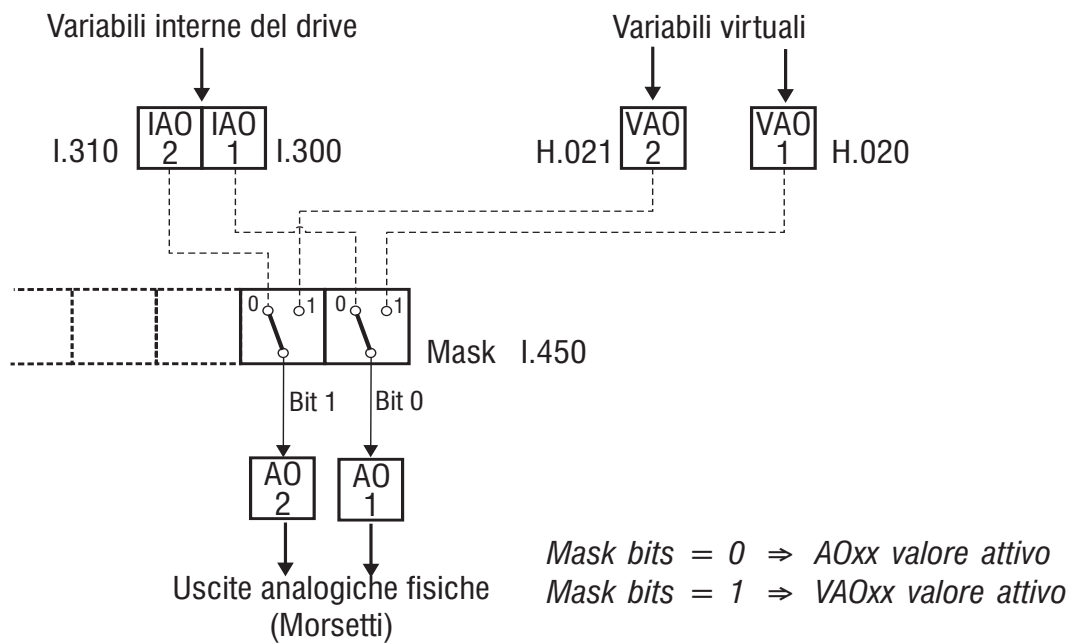 Variabili interne del drive
Variabili virtuali
I.310
IAO
2
IAO
1
I.300
H.021
VAO
2
VAO
1
H.020
0
1
0
1
Mask I.450
Bit 1
Bit 0
AO
2
AO
1
Uscite analogiche fisiche
(Morsetti)
Mask bits = 0 ⇒ AOxx valore attivo
Mask bits = 1 ⇒ VAOxx valore attivo